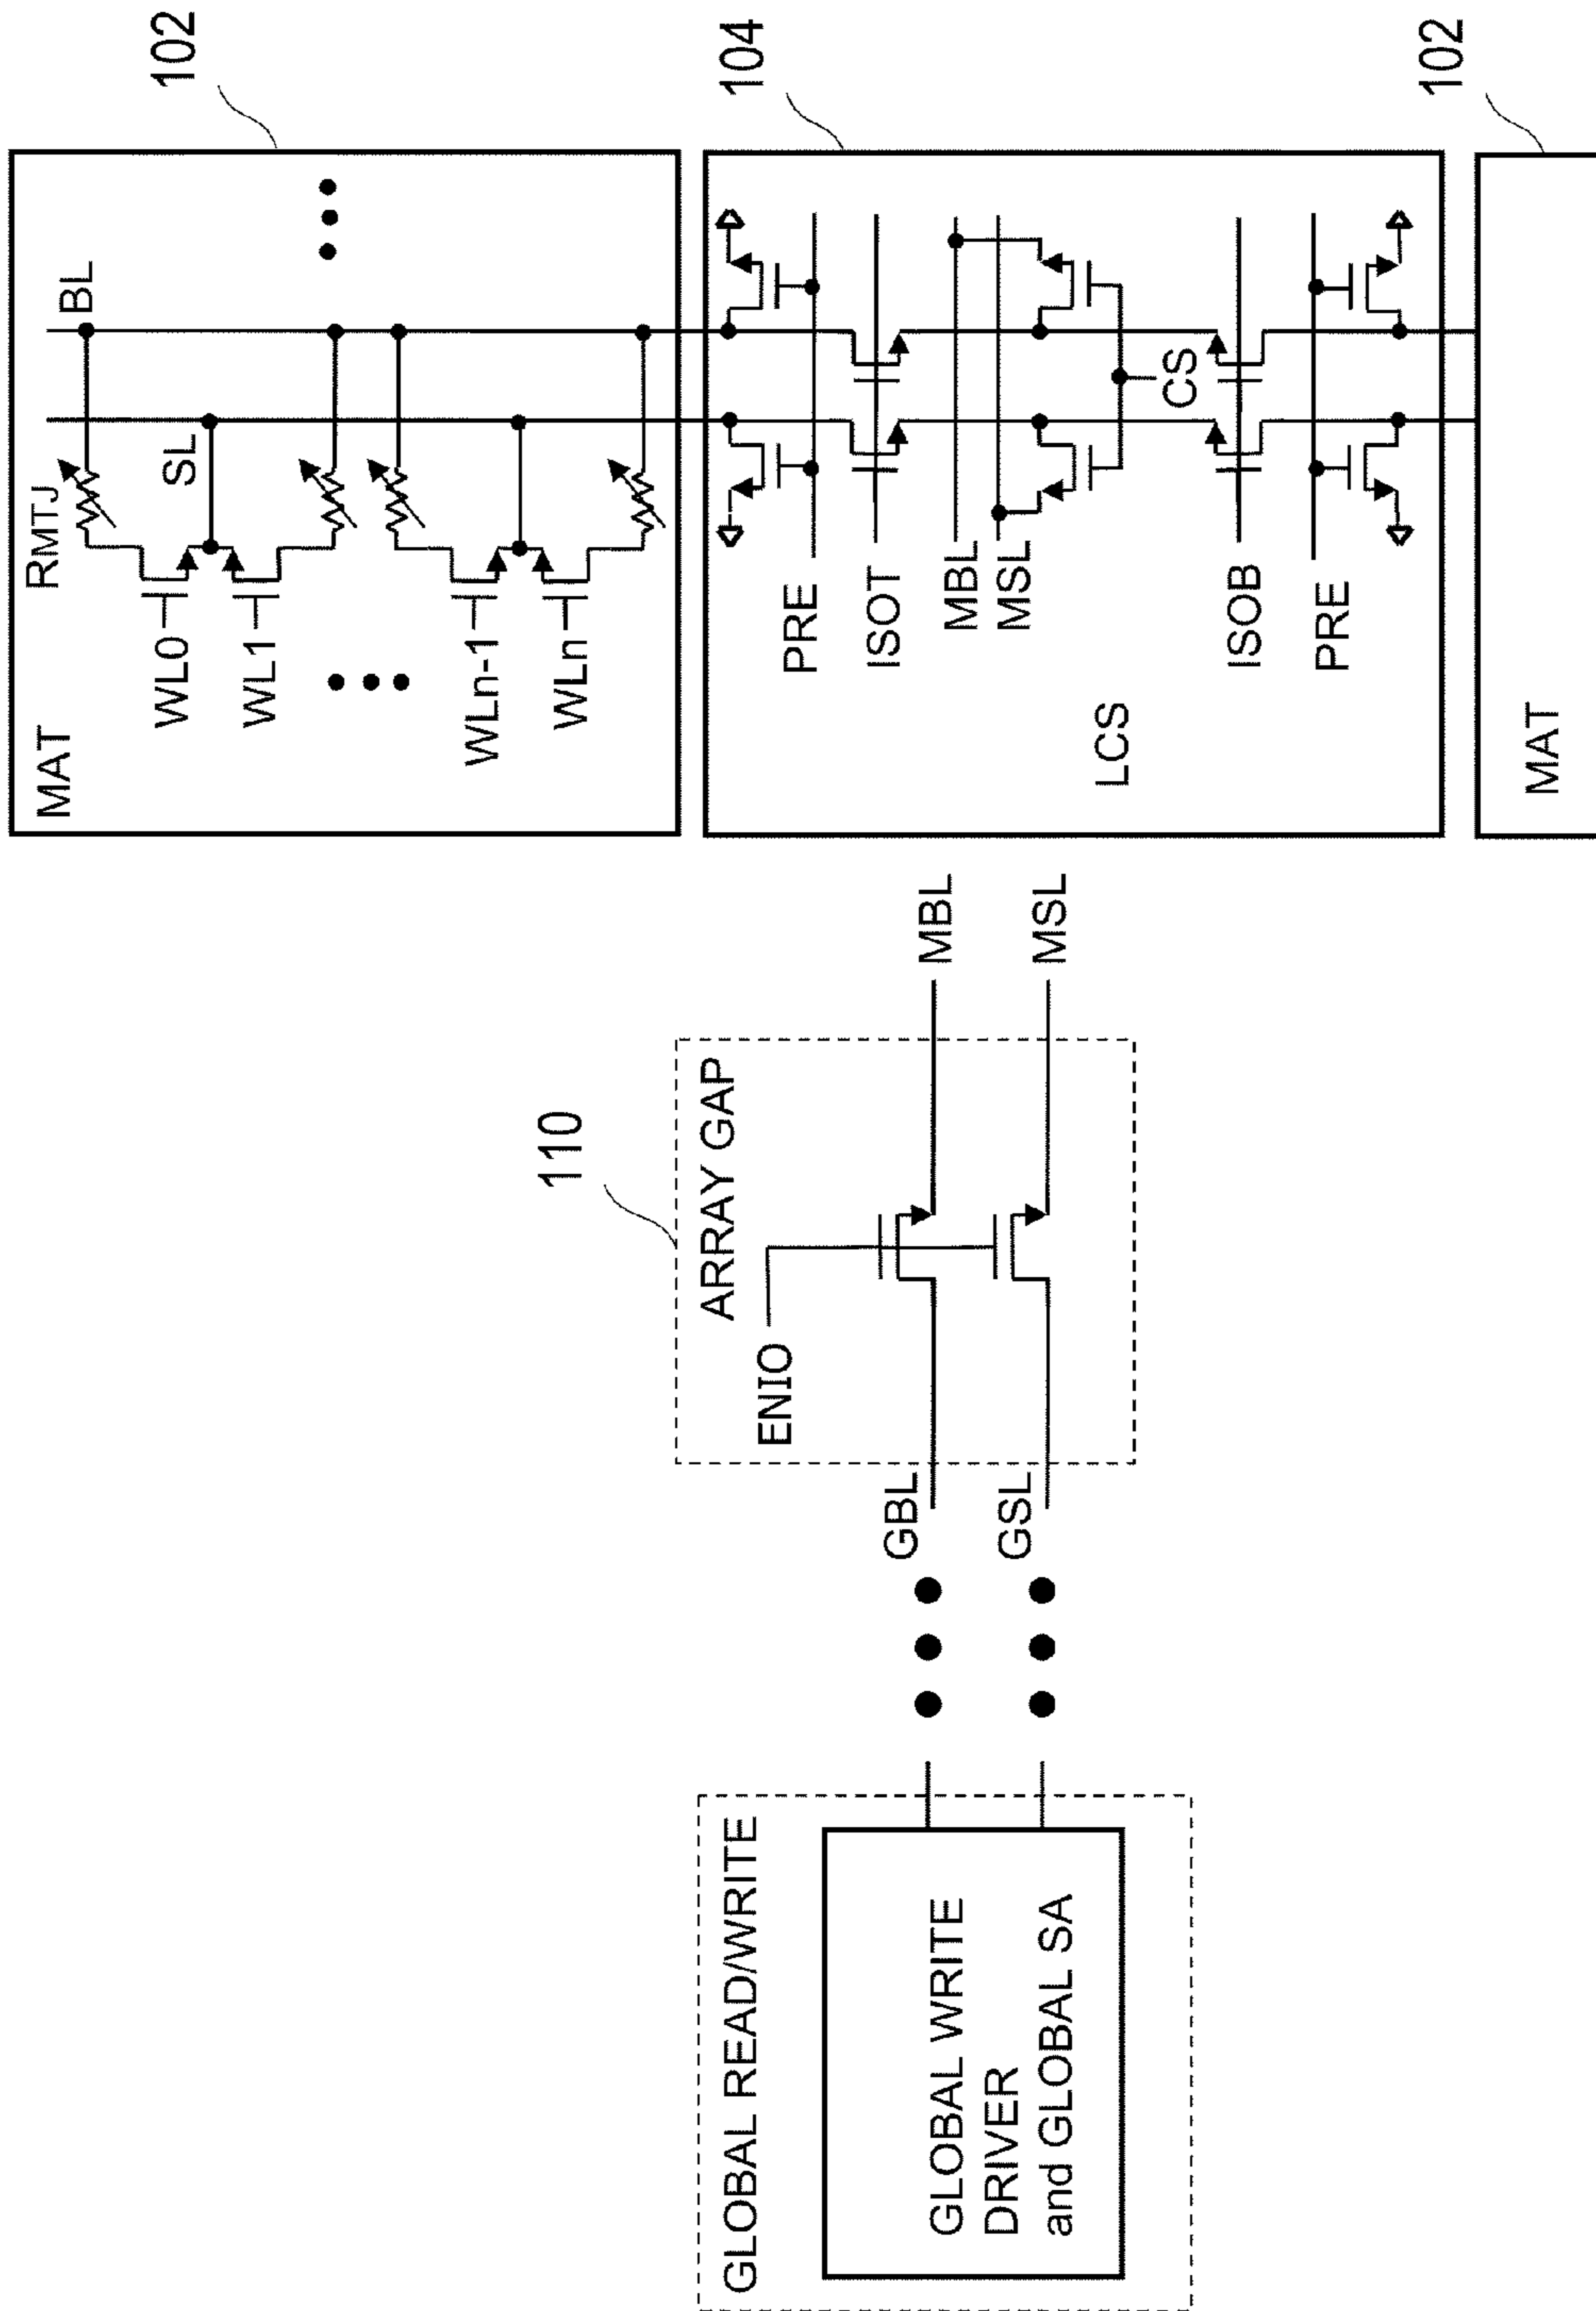 102
MAT
RMTJ
BL
SL
WL0
WL1
WLn-1
WLn
104
PRE
ISOT
MBL
MSL
CS
ISOB
PRE
LCS
102
MAT
110
ARRAY GAP
ENIO
MBL
MSL
GBL
GSL
GLOBAL READ/WRITE
GLOBAL WRITE
DRIVER
and GLOBAL SA